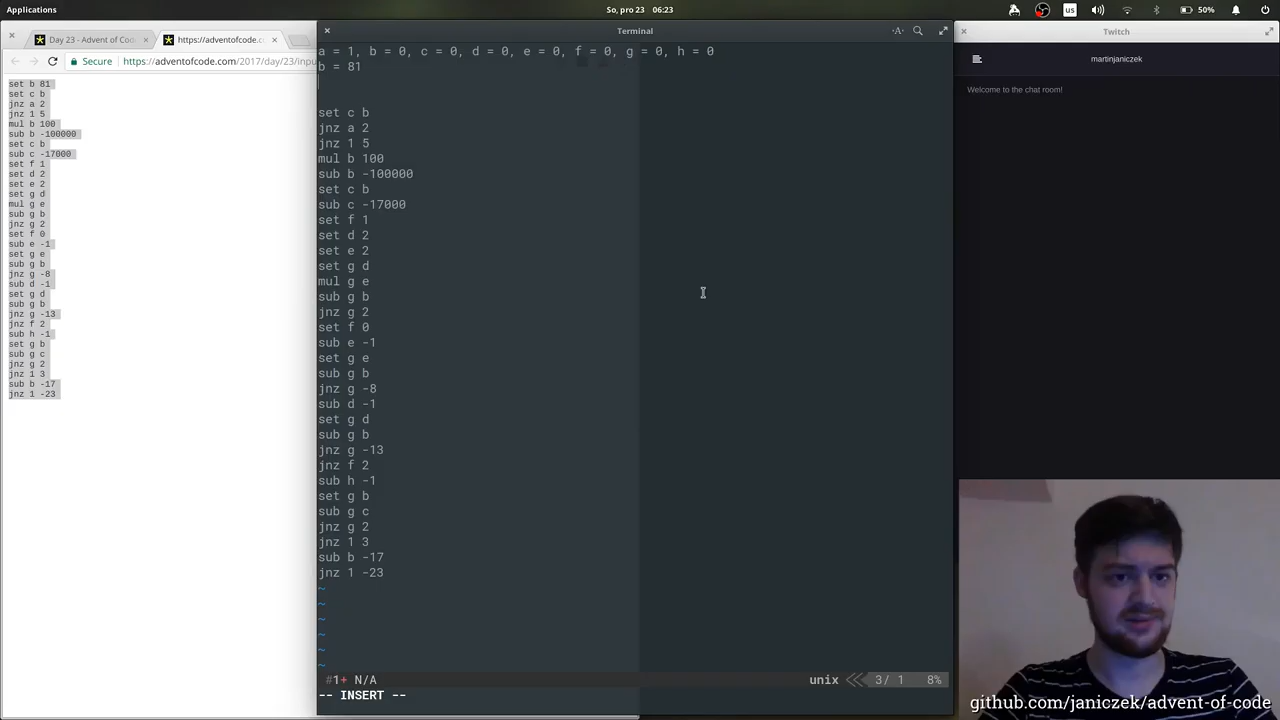 Applications
So, pro 23 06:23
us
50%
Day 23 - Advent of Cod
https://adventofcode.co
Secure
https://adventofcode.com/2017/day/23/inpu
set b 81
set c b
jnz a 2
jnz 1 5
mul b 100
sub b -100000
set c b
sub c -17000
set f 1
set d 2
set e 2
set g d
mul g e
sub g b
jnz g 2
set f 0
sub e -1
set g e
sub g b
jnz g -8
sub d -1
set g d
sub g b
jnz g -13
jnz f 2
sub h -1
set g b
sub g c
jnz g 2
jnz 1 3
sub b -17
jnz 1 -23
Terminal
a = 1, b = 0, c = 0, d = 0, e = 0, f = 0, g = 0, h = 0
b = 81
set c b
jnz a 2
jnz 1 5
mul b 100
sub b -100000
set c b
sub c -17000
set f 1
set d 2
set e 2
set g d
mul g e
sub g b
jnz g 2
set f 0
sub e -1
set g e
sub g b
jnz g -8
sub d -1
set g d
sub g b
jnz g -13
jnz f 2
sub h -1
set g b
sub g c
jnz g 2
jnz 1 3
sub b -17
jnz 1 -23
~
~
~
~
~
~
#1+ N/A
unix
3/ 1 8%
-- INSERT --
Twitch
martinjaniczek
Welcome to the chat room!
github.com/janiczek/advent-of-code